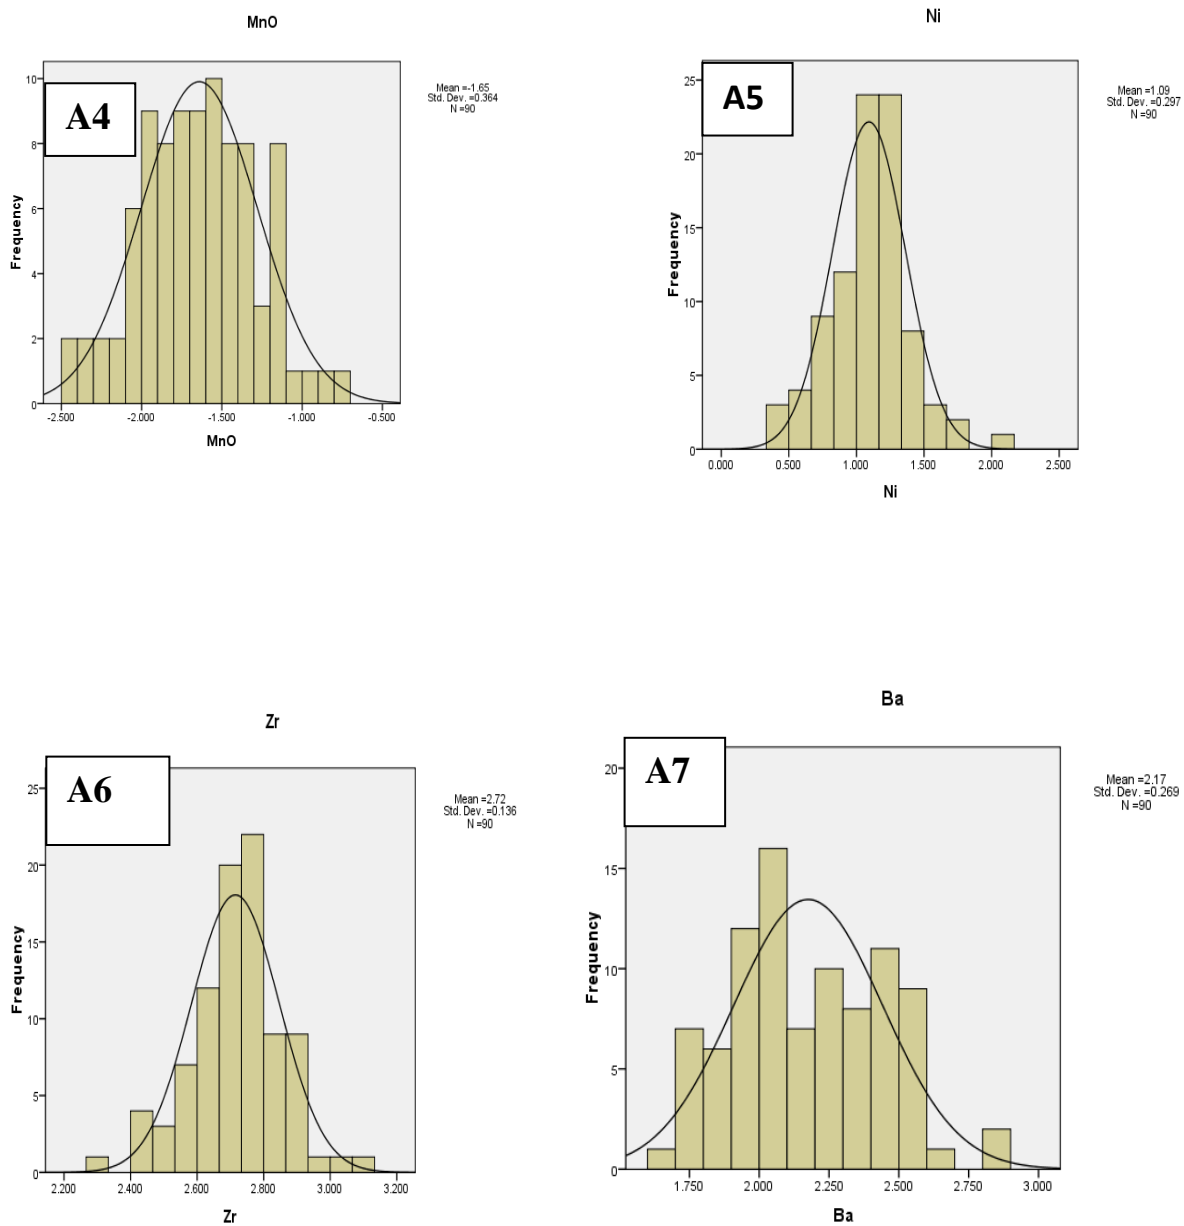 MnO
A4
Mean =-1.65
Std. Dev. =0.364
N =90
10
8
6
4
2
0
Frequency
-2.500 -2.000 -1.500 -1.000 -0.500
MnO
Ni
A5
Mean =1.09
Std. Dev. =0.297
N =90
25
20
15
10
5
0
Frequency
0.000 0.500 1.000 1.500 2.000 2.500
Ni
Zr
A6
Mean =2.72
Std. Dev. =0.136
N =90
25
20
15
10
5
0
Frequency
2.200 2.400 2.600 2.800 3.000 3.200
Zr
Ba
A7
Mean =2.17
Std. Dev. =0.269
N =90
20
15
10
5
0
Frequency
1.750 2.000 2.250 2.500 2.750 3.000
Ba